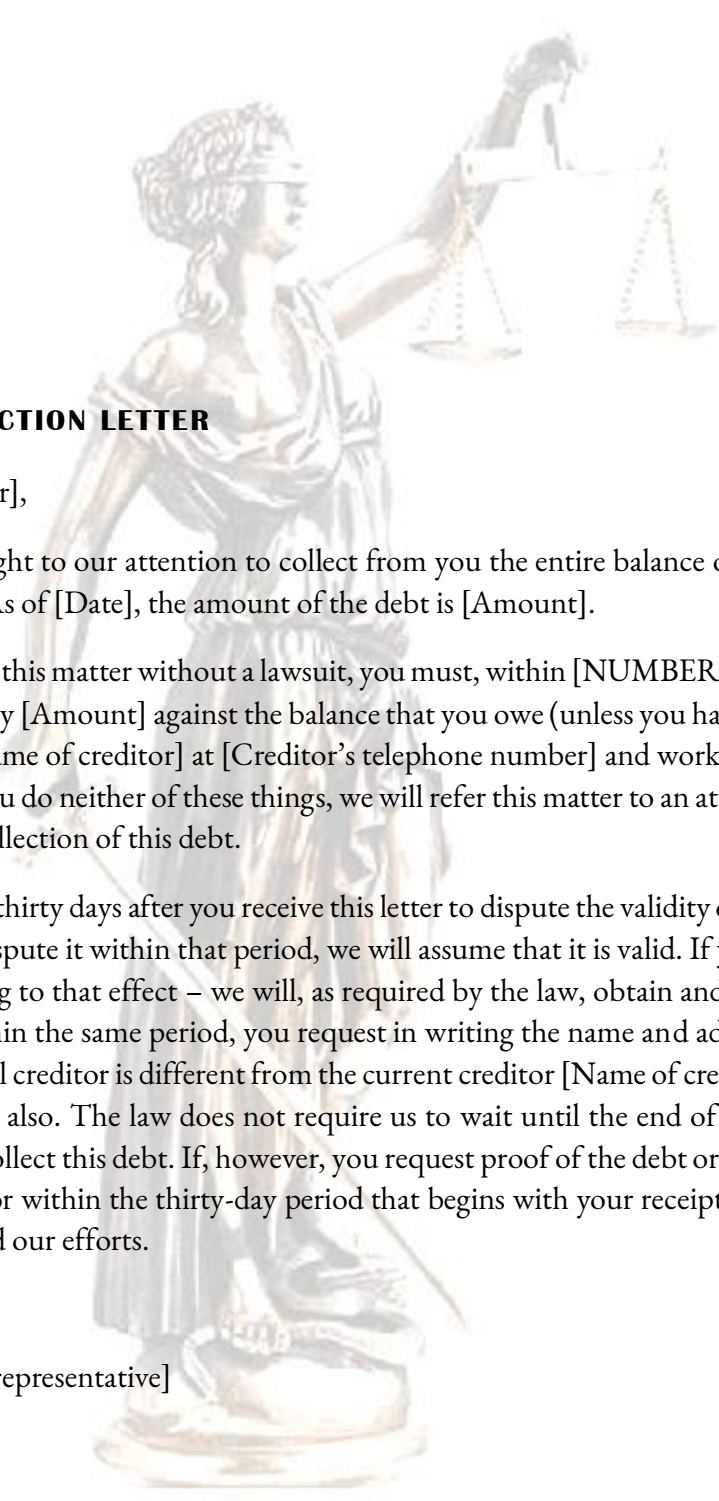 CTION LETTER
r],
ght to our attention to collect from you the entire balance o
As of [Date], the amount of the debt is [Amount].
this matter without a lawsuit, you must, within [NUMBER
y [Amount] against the balance that you owe (unless you ha
ame of creditor] at [Creditor’s telephone number] and work
u do neither of these things, we will refer this matter to an at
llection of this debt.
thirty days after you receive this letter to dispute the validity o
spute it within that period, we will assume that it is valid. If y
g to that effect – we will, as required by the law, obtain and
hin the same period, you request in writing the name and ad
l creditor is different from the current creditor [Name of cre
also. The law does not require us to wait until the end of
ollect this debt. If, however, you request proof of the debt or
or within the thirty-day period that begins with your receipt
d our efforts.
representative]